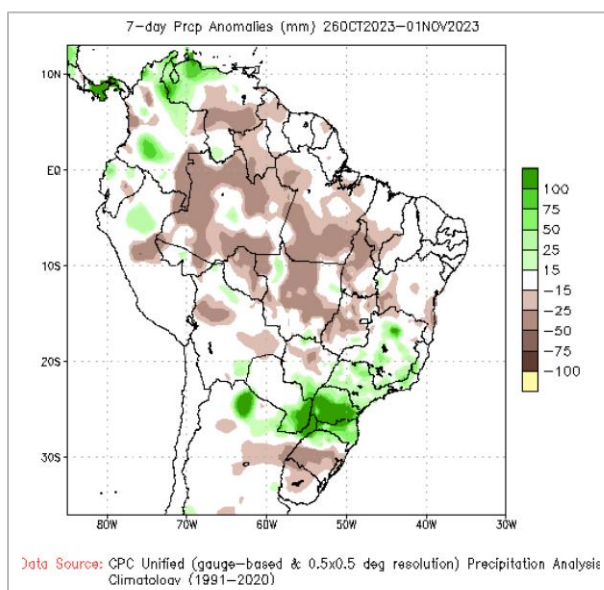 7-day Prcp Anomalies (mm) 26OCT2023-01NOV2023
10N
EQ
10S
20S
30S
80W 70W 60W 50W 40W 30W
100
75
50
25
15
-15
-25
-50
-75
-100
Data Source: CPC Unified (gauge-based & 0.5x0.5 deg resolution) Precipitation Analysis
Climatology (1991-2020)